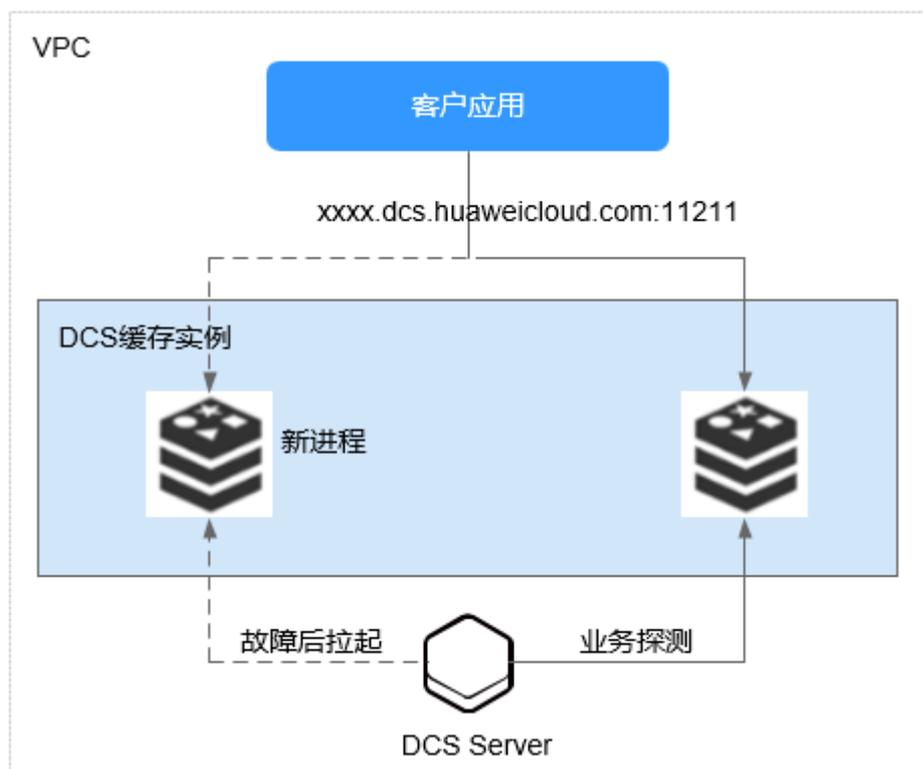 VPC
客户应用
xxxx.dcs.huaweicloud.com:11211
DCS缓存实例
新进程
故障后拉起
业务探测
DCS Server